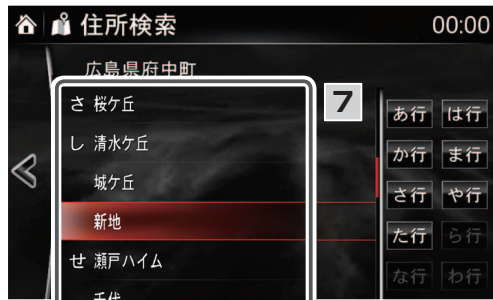 住所検索 00:00
広島県府中町
さ 桜ケ丘
し 清水ケ丘
城ケ丘
新地
せ 瀬戸ハイム
千代
7
あ行 は行
か行 ま行
さ行 や行
た行 ら行
な行 わ行